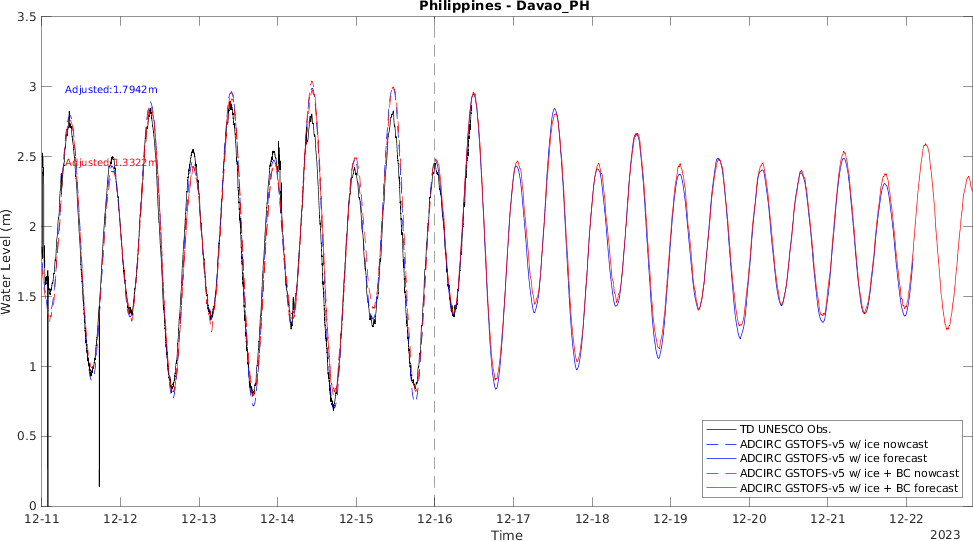 Philippines - Davao_PH
3.5
3
2.5
2
1.5
1
0.5
0
Water Level (m)
Adjusted:1.7942m
Adjusted:1.3322m
TD UNESCO Obs.
ADCIRC GSTOFS-v5 w/ ice nowcast
ADCIRC GSTOFS-v5 w/ ice forecast
ADCIRC GSTOFS-v5 w/ ice + BC nowcast
ADCIRC GSTOFS-v5 w/ ice + BC forecast
12-11 12-12 12-13 12-14 12-15 12-16 12-17 12-18 12-19 12-20 12-21 12-22
Time
2023